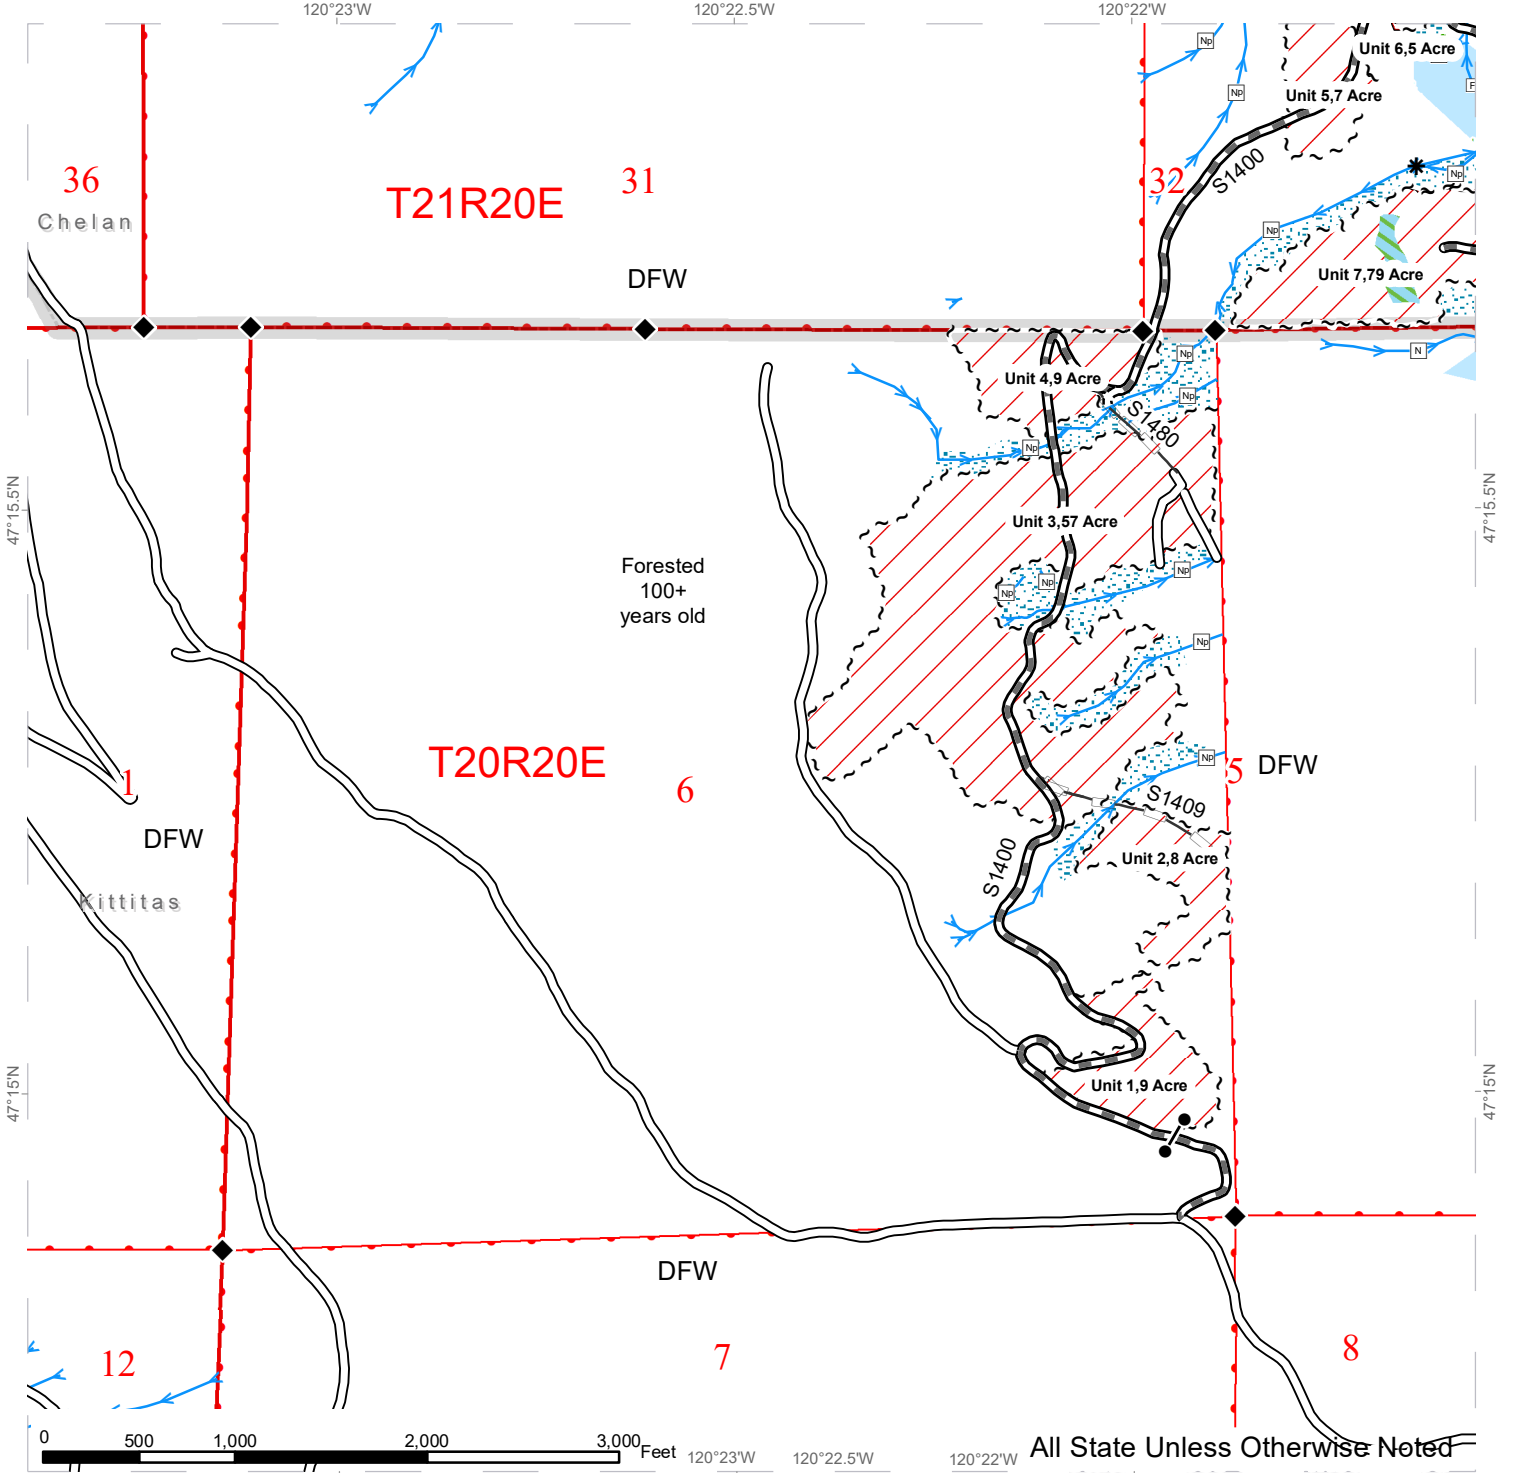 120°23'W
120°22.5'W
120°22'W
Np
Unit 6,5 Acre
F
Np
Unit 5,7 Acre
36
T21R20E
31
32
S1400
Np
Chelan
Np
DFW
Unit 7,79 Acre
Np
N
Unit 4,9 Acre
Np
S1480
Np
47°15.5'N
47°15.5'N
Unit 3,57 Acre
Forested
100+
years old
Np
Np
Np
Np
T20R20E
6
1
Np
5
DFW
S1409
DFW
S1400
Unit 2,8 Acre
Kittitas
47°15'N
47°15'N
Unit 1,9 Acre
DFW
12
7
8
0
500
1,000
2,000
3,000
Feet
120°23'W
120°22.5'W
120°22'W
All State Unless Otherwise Noted